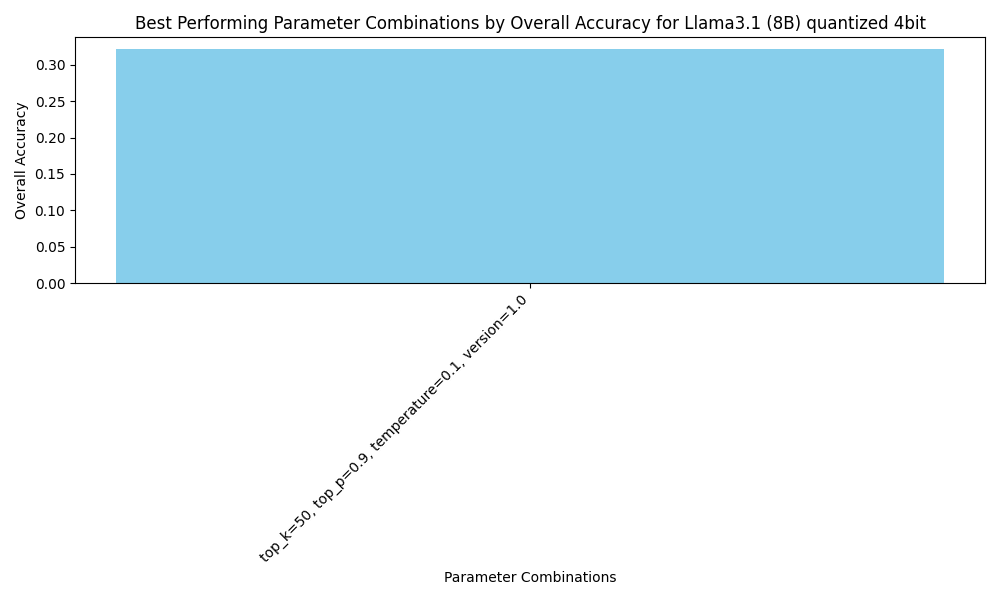 Best Performing Parameter Combinations by Overall Accuracy for Llama3.1 (8B) quantized 4bit
Overall Accuracy
0.30
0.25
0.20
0.15
0.10
0.05
0.00
top_k=50, top_p=0.9, temperature=0.1, version=1.0
Parameter Combinations